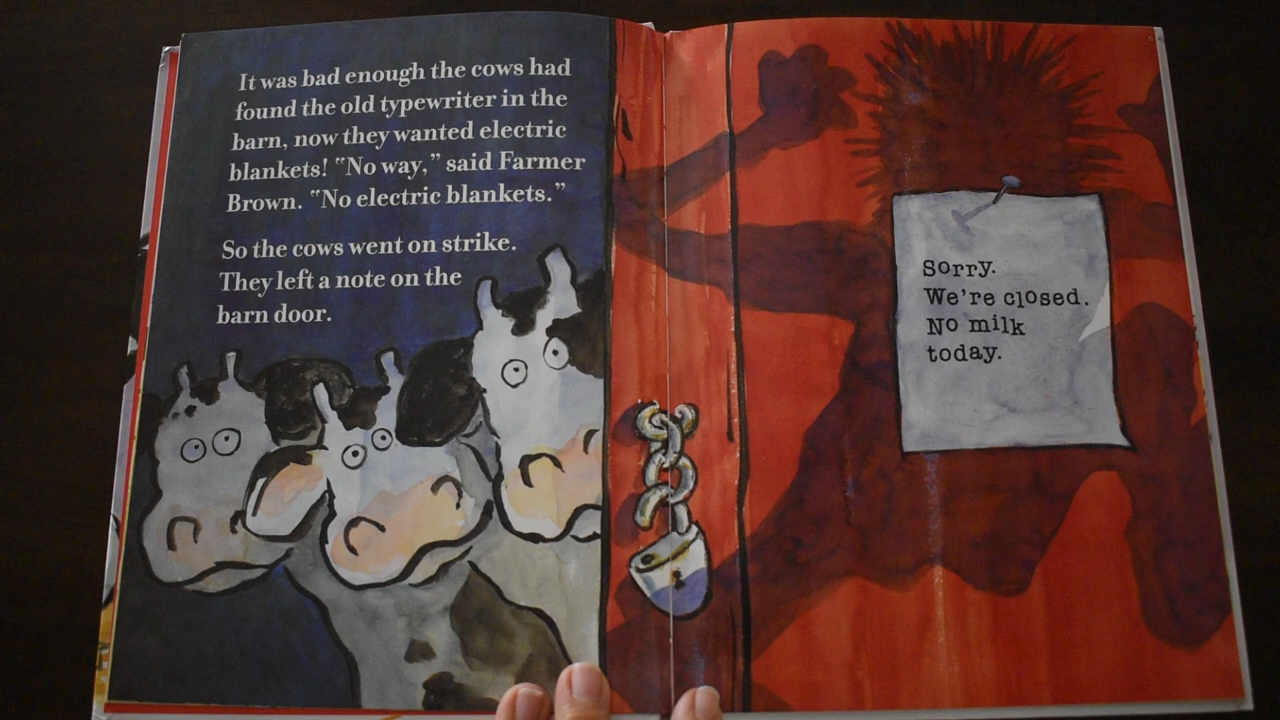 It was bad enough the cows had
found the old typewriter in the
barn, now they wanted electric
blankets! "No way," said Farmer
Brown. "No electric blankets."
So the cows went on strike.
They left a note on the
barn door.
Sorry.
We're closed.
No milk
today.